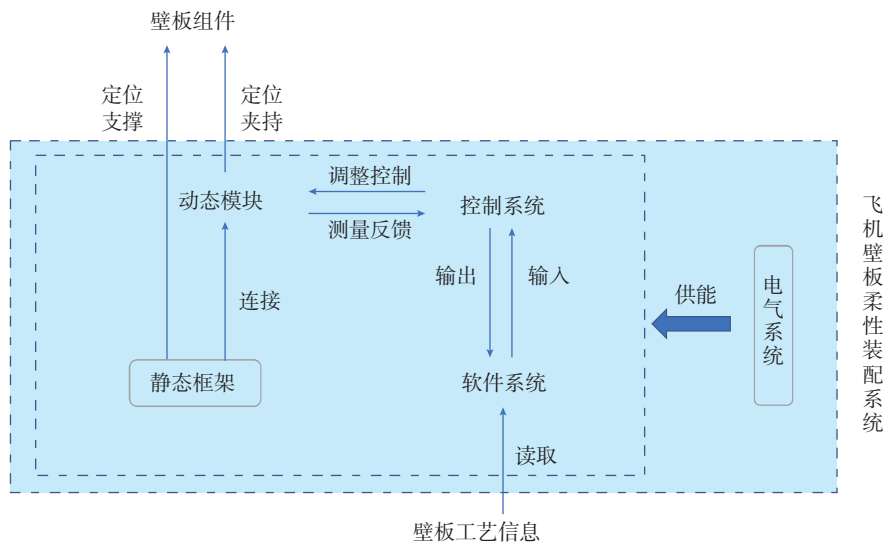 壁板组件
定位
支撑
定位
夹持
调整控制
动态模块
控制系统
测量反馈
连接
输出
输入
供能
电气系统
静态框架
软件系统
读取
壁板工艺信息
飞机壁板柔性装配系统